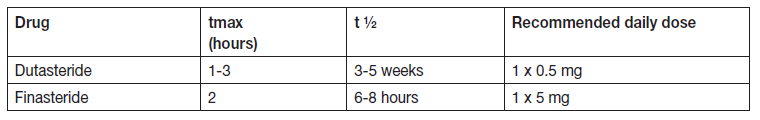 Drug tmax t ½ Recommended daily dose
(hours)
Dutasteride 1-3 3-5 weeks 1 x 0.5 mg
Finasteride 2 6-8 hours 1 x 5 mg